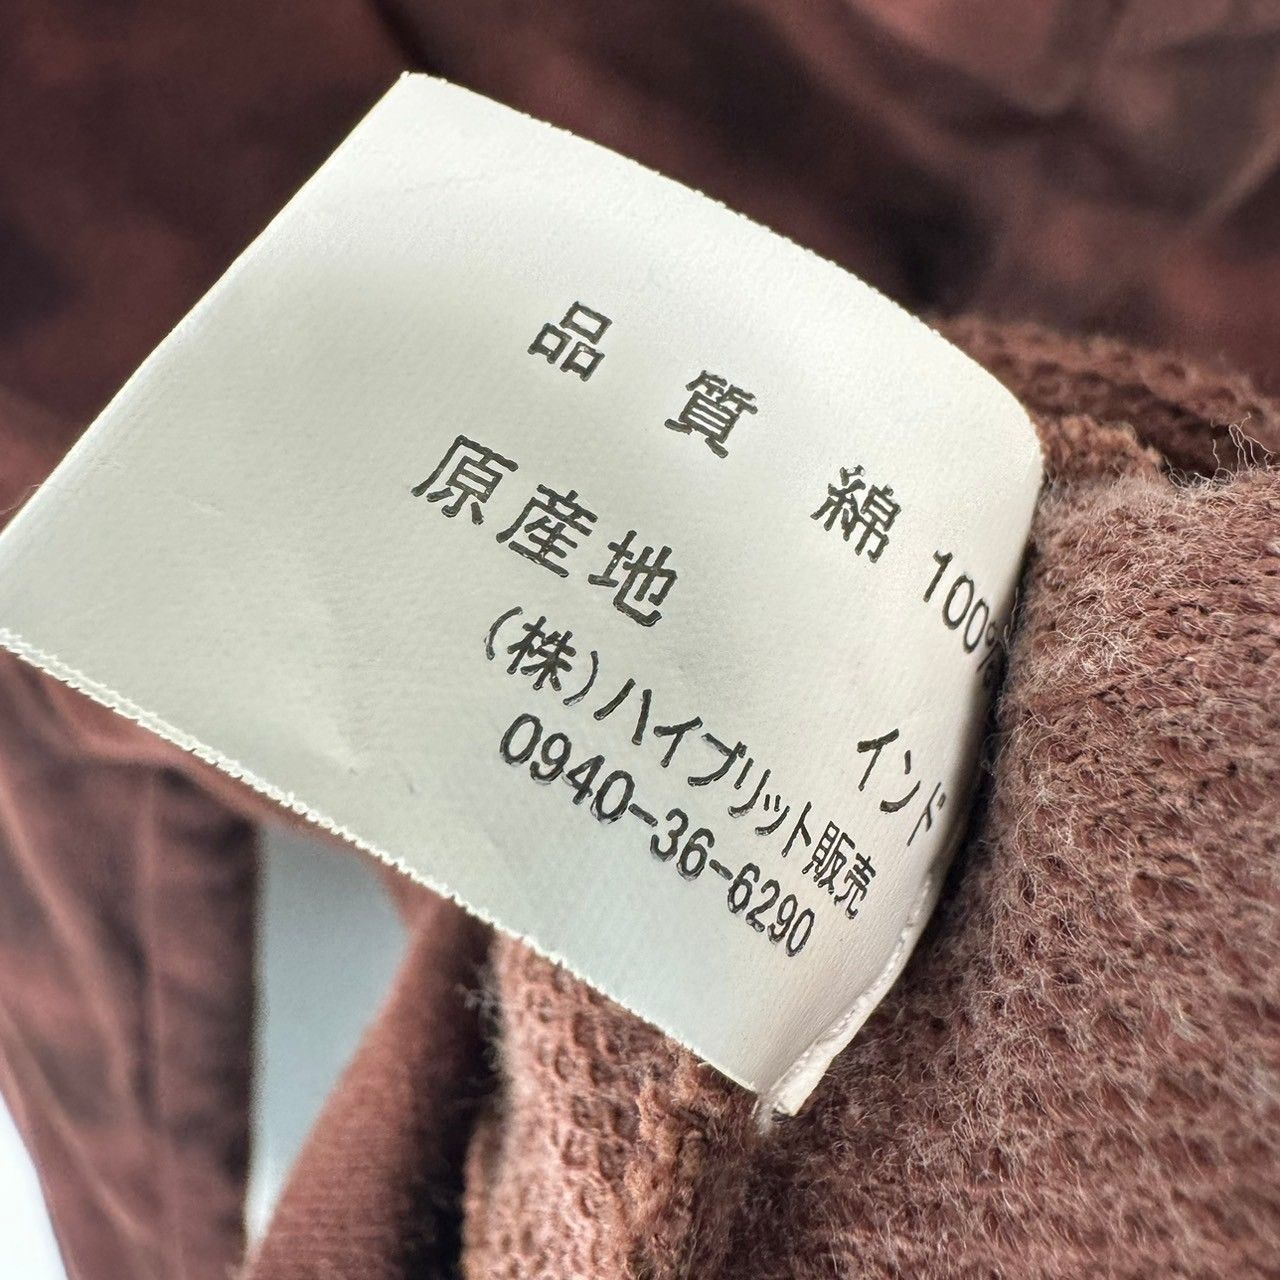 品質 綿 100%
原産地 インド
(株)ハイブリット販売
0940-36-6290